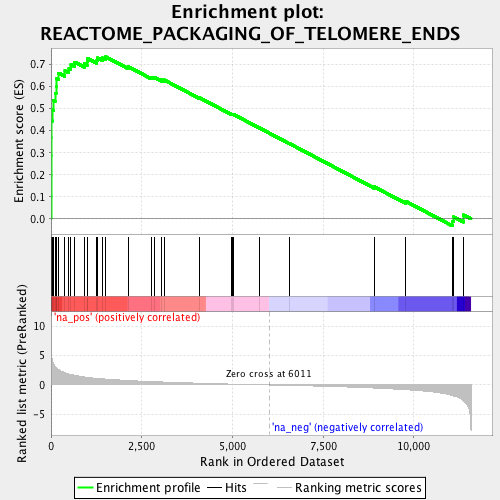 Enrichment plot:
REACTOME_PACKAGING_OF_TELOMERE_ENDS
Enrichment score (ES)
0.7
0.6
0.5
0.4
0.3
0.2
0.1
0.0
'na_pos' (positively correlated)
Ranked list metric (PreRanked)
10
5
0
-5
Zero cross at 6011
'na_neg' (negatively correlated)
0
2,500
5,000
7,500
10,000
Rank in Ordered Dataset
Enrichment profile
Hits
Ranking metric scores